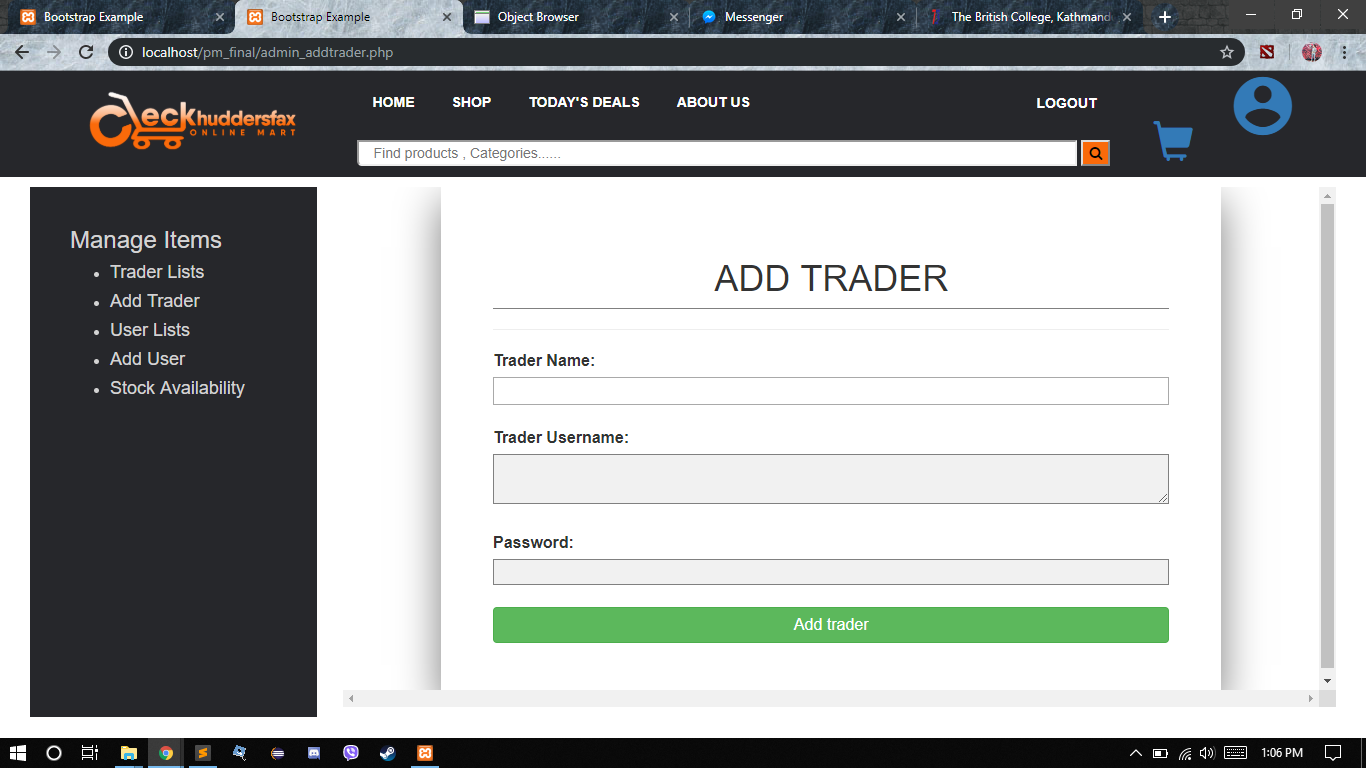 Bootstrap Example
Bootstrap Example
Object Browser
Messenger
The British College, Kathmand
localhost/pm_final/admin_addtrader.php
HOME
SHOP
TODAY'S DEALS
ABOUT US
LOGOUT
Checkhuddersfax
ONLINE MART
Find products , Categories......
Manage Items
Trader Lists
Add Trader
User Lists
Add User
Stock Availability
ADD TRADER
Trader Name:
Trader Username:
Password:
Add trader
1:06 PM